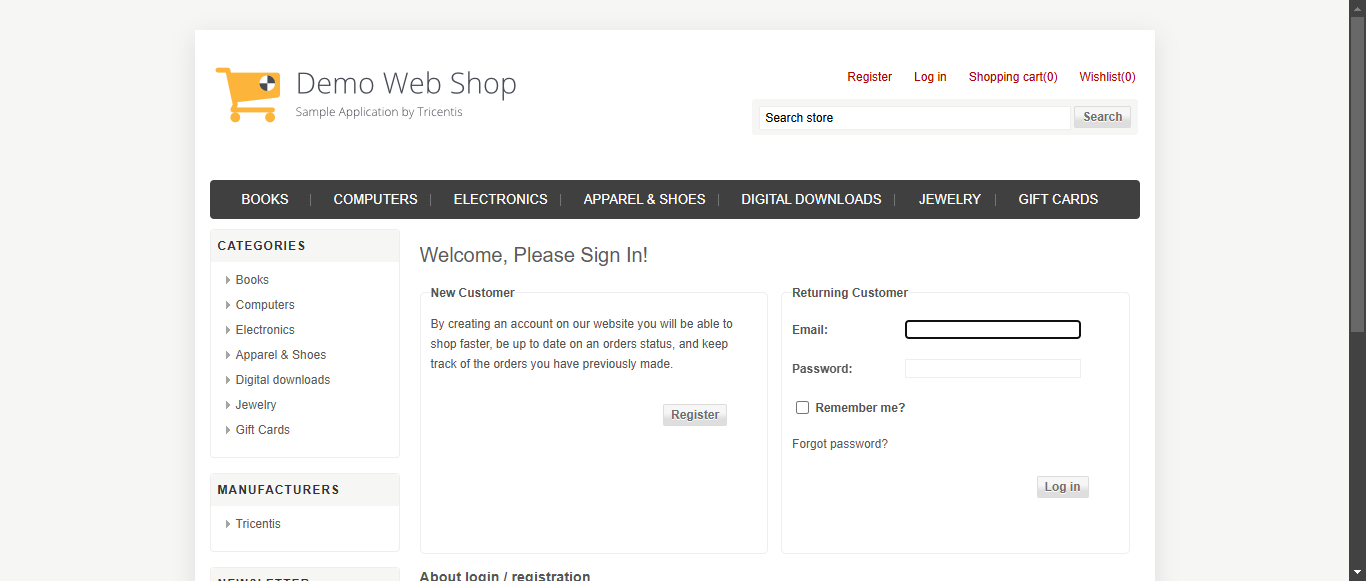 Demo Web Shop
Sample Application by Tricentis
Register Log in Shopping cart(0) Wishlist(0)
Search store Search
BOOKS COMPUTERS ELECTRONICS APPAREL & SHOES DIGITAL DOWNLOADS JEWELRY GIFT CARDS
CATEGORIES
Books
Computers
Electronics
Apparel & Shoes
Digital downloads
Jewelry
Gift Cards
MANUFACTURERS
Tricentis
NEWSLETTER
Welcome, Please Sign In!
New Customer
By creating an account on our website you will be able to
shop faster, be up to date on an orders status, and keep
track of the orders you have previously made.
Register
Returning Customer
Email:
Password:
Remember me?
Forgot password?
Log in
About login / registration